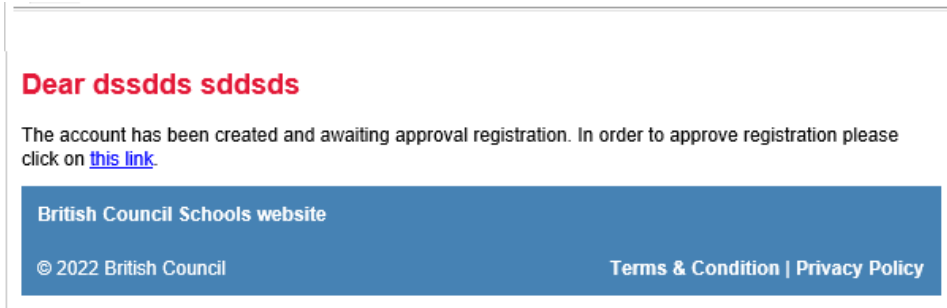 Dear dssdds sddsds
The account has been created and awaiting approval registration. In order to approve registration please
click on this link.
British Council Schools website
© 2022 British Council
Terms & Condition | Privacy Policy